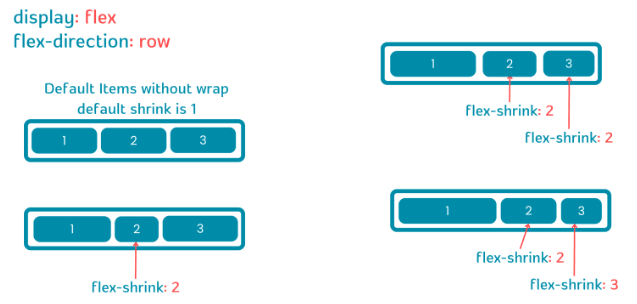 display: flex
flex-direction: row
Default Items without wrap
default shrink is 1
1 2 3
1 2 3
flex-shrink: 2
1 2 3
flex-shrink: 2
flex-shrink: 2
1 2 3
flex-shrink: 2
flex-shrink: 3